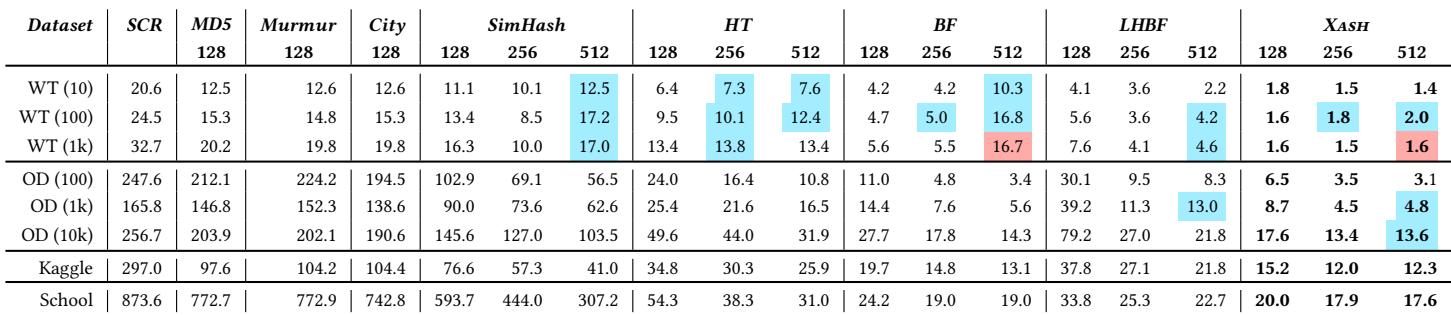 Dataset SCR MD5 Murmur City SimHash HT BF LHBF XASH
128 128 128 128 256 512 128 256 512 128 256 512 128 256 512 128 256 512
WT (10) 20.6 12.5 12.6 12.6 11.1 10.1 12.5 6.4 7.3 7.6 4.2 4.2 10.3 4.1 3.6 2.2 1.8 1.5 1.4
WT (100) 24.5 15.3 14.8 15.3 13.4 8.5 17.2 9.5 10.1 12.4 4.7 5.0 16.8 5.6 3.6 4.2 1.6 1.8 2.0
WT (1k) 32.7 20.2 19.8 19.8 16.3 10.0 17.0 13.4 13.8 13.4 5.6 5.5 16.7 7.6 4.1 4.6 1.6 1.5 1.6
OD (100) 247.6 212.1 224.2 194.5 102.9 69.1 56.5 24.0 16.4 10.8 11.0 4.8 3.4 30.1 9.5 8.3 6.5 3.5 3.1
OD (1k) 165.8 146.8 152.3 138.6 90.0 73.6 62.6 25.4 21.6 16.5 14.4 7.6 5.6 39.2 11.3 13.0 8.7 4.5 4.8
OD (10k) 256.7 203.9 202.1 190.6 145.6 127.0 103.5 49.6 44.0 31.9 27.7 17.8 14.3 79.2 27.0 21.8 17.6 13.4 13.6
Kaggle 297.0 97.6 104.2 104.4 76.6 57.3 41.0 34.8 30.3 25.9 19.7 14.8 13.1 37.8 27.1 21.8 15.2 12.0 12.3
School 873.6 772.7 772.9 742.8 593.7 444.0 307.2 54.3 38.3 31.0 24.2 19.0 19.0 33.8 25.3 22.7 20.0 17.9 17.6